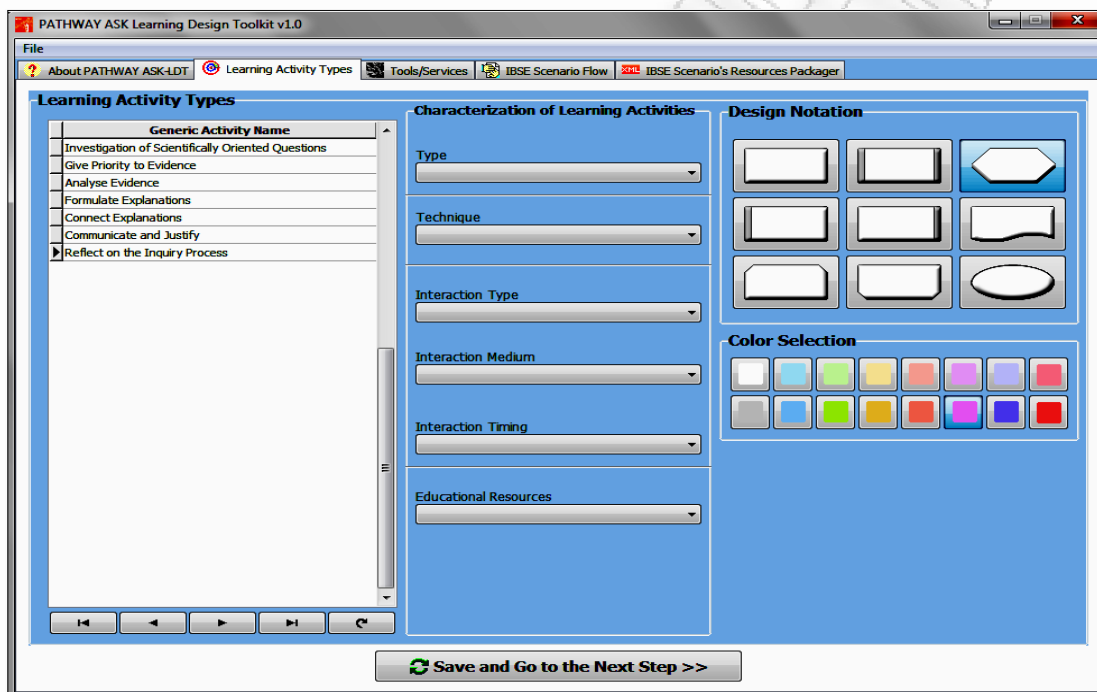 PATHWAY ASK Learning Design Toolkit v1.0
File
About PATHWAY ASK-LDT
Learning Activity Types
Tools/Services
IBSE Scenario Flow
XML
IBSE Scenario's Resources Packager
Learning Activity Types
Generic Activity Name
Investigation of Scientifically Oriented Questions
Give Priority to Evidence
Analyse Evidence
Formulate Explanations
Connect Explanations
Communicate and Justify
Reflect on the Inquiry Process
Characterization of Learning Activities
Type
Technique
Interaction Type
Interaction Medium
Interaction Timing
Educational Resources
Design Notation
Color Selection
Save and Go to the Next Step >>